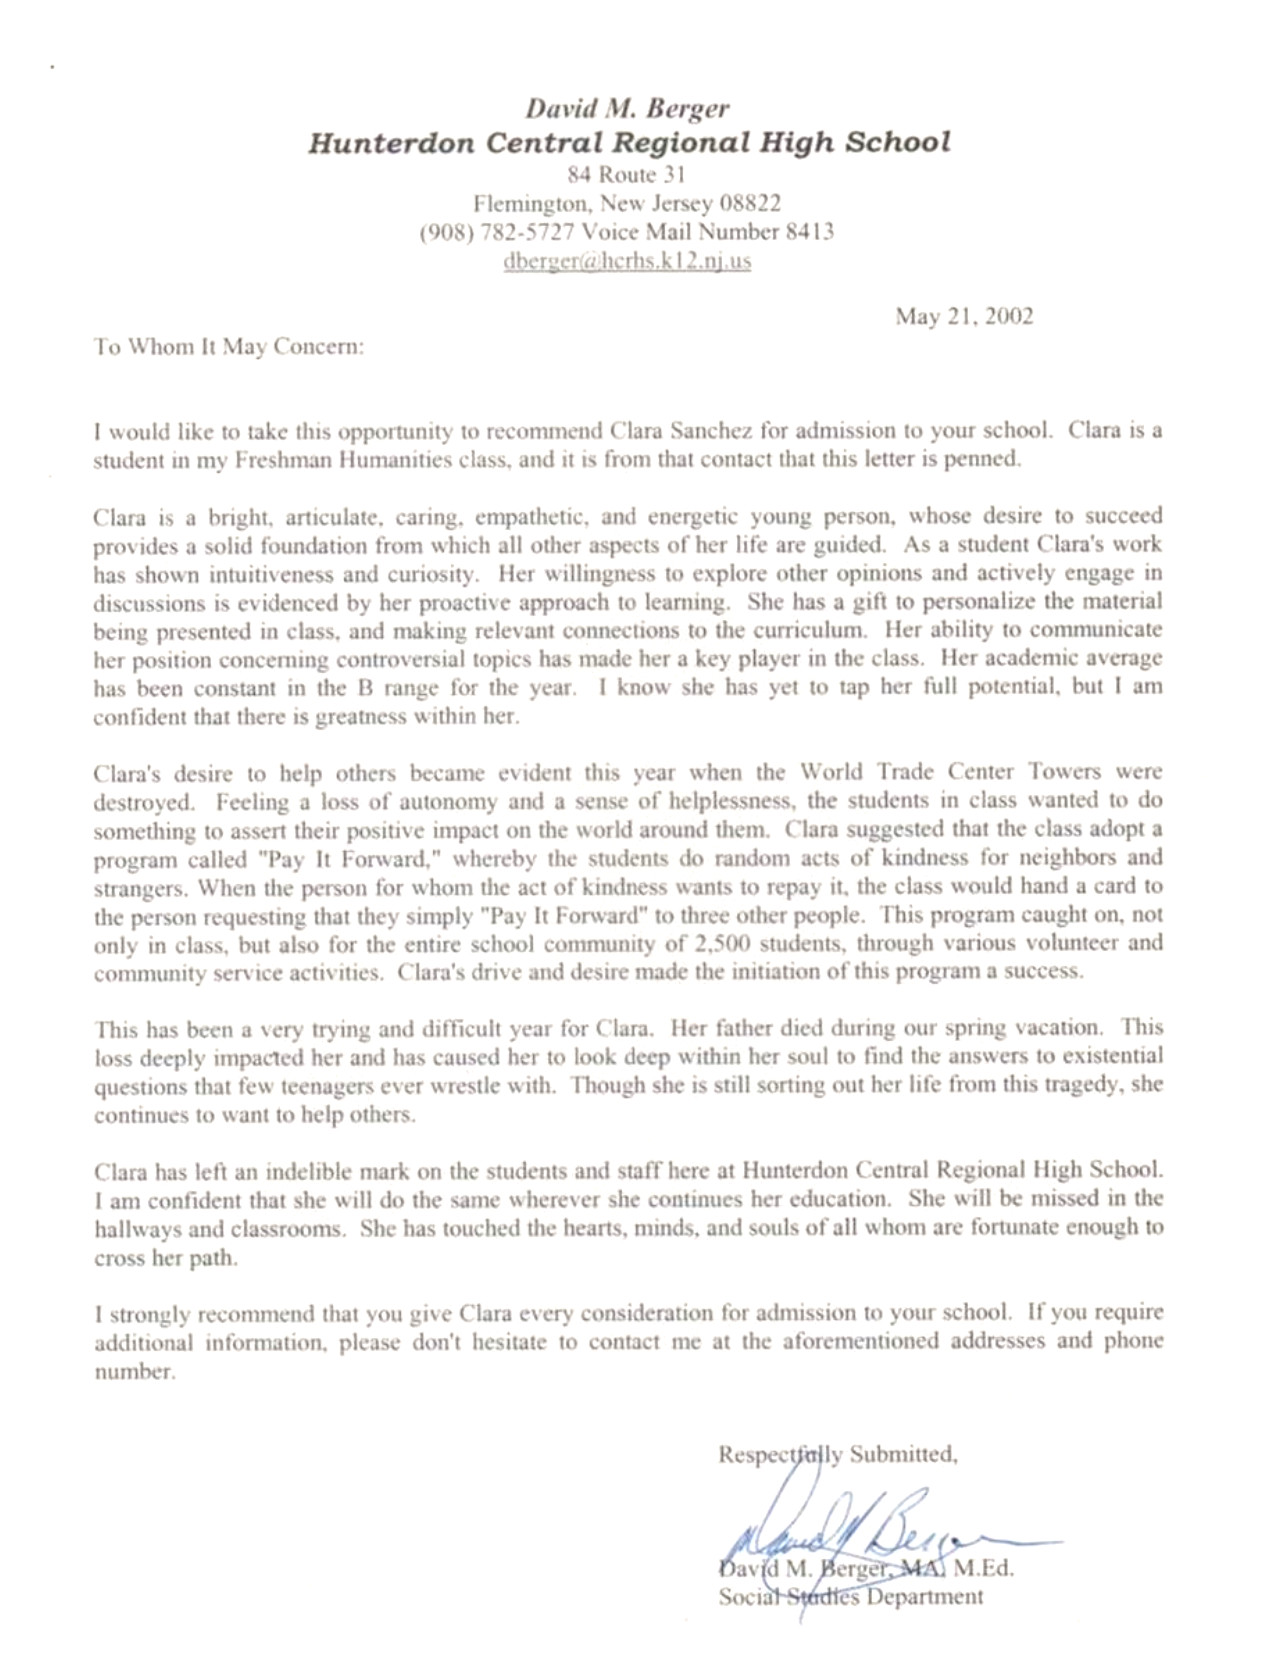 David M. Berger
Hunterdon Central Regional High School
84 Route 31
Flemington, New Jersey 08822
(908) 782-5727 Voice Mail Number 8413
dberger@hcrhs.k12.nj.us
May 21, 2002
To Whom It May Concern:
I would like to take this opportunity to recommend Clara Sanchez for admission to your school. Clara is a
student in my Freshman Humanities class, and it is from that contact that this letter is penned.
Clara is a bright, articulate, caring, empathetic, and energetic young person, whose desire to succeed
provides a solid foundation from which all other aspects of her life are guided. As a student Clara's work
has shown intuitiveness and curiosity. Her willingness to explore other opinions and actively engage in
discussions is evidenced by her proactive approach to learning. She has a gift to personalize the material
being presented in class, and making relevant connections to the curriculum. Her ability to communicate
her position concerning controversial topics has made her a key player in the class. Her academic average
has been constant in the B range for the year. I know she has yet to tap her full potential, but I am
confident that there is greatness within her.
Clara's desire to help others became evident this year when the World Trade Center Towers were
destroyed. Feeling a loss of autonomy and a sense of helplessness, the students in class wanted to do
something to assert their positive impact on the world around them. Clara suggested that the class adopt a
program called "Pay It Forward," whereby the students do random acts of kindness for neighbors and
strangers. When the person for whom the act of kindness wants to repay it, the class would hand a card to
the person requesting that they simply "Pay It Forward" to three other people. This program caught on, not
only in class, but also for the entire school community of 2,500 students, through various volunteer and
community service activities. Clara's drive and desire made the initiation of this program a success.
This has been a very trying and difficult year for Clara. Her father died during our spring vacation. This
loss deeply impacted her and has caused her to look deep within her soul to find the answers to existential
questions that few teenagers ever wrestle with. Though she is still sorting out her life from this tragedy, she
continues to want to help others.
Clara has left an indelible mark on the students and staff here at Hunterdon Central Regional High School.
I am confident that she will do the same wherever she continues her education. She will be missed in the
hallways and classrooms. She has touched the hearts, minds, and souls of all whom are fortunate enough to
cross her path.
I strongly recommend that you give Clara every consideration for admission to your school. If you require
additional information, please don't hesitate to contact me at the aforementioned addresses and phone
number.
Respectfully Submitted,
David M Berger
David M. Berger, MA, M.Ed.
Social Studies Department